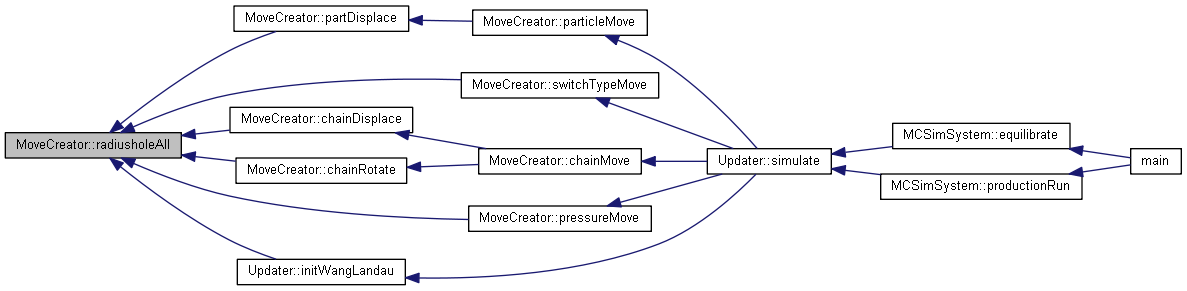 MoveCreator::partDisplace
MoveCreator::particleMove
MoveCreator::switchTypeMove
MoveCreator::chainDisplace
MoveCreator::radiusholeAll
MoveCreator::chainRotate
MoveCreator::chainMove
Updater::simulate
MCSimSystem::equilibrate
main
MCSimSystem::productionRun
MoveCreator::pressureMove
Updater::initWangLandau